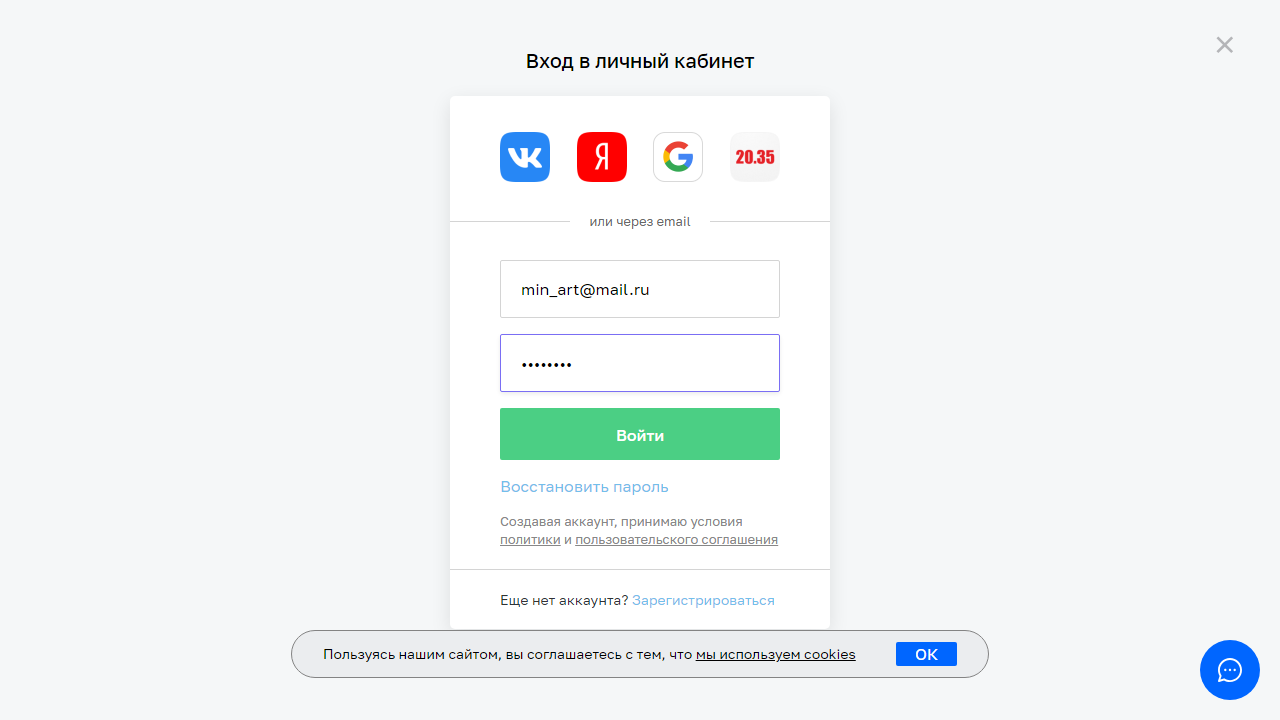 Вход в личный кабинет
20.35
или через email
min_art@mail.ru
••••••••
Войти
Восстановить пароль
Создавая аккаунт, принимаю условия
политики и пользовательского соглашения
Еще нет аккаунта? Зарегистрироваться
Пользуясь нашим сайтом, вы соглашаетесь с тем, что мы используем cookies
OK